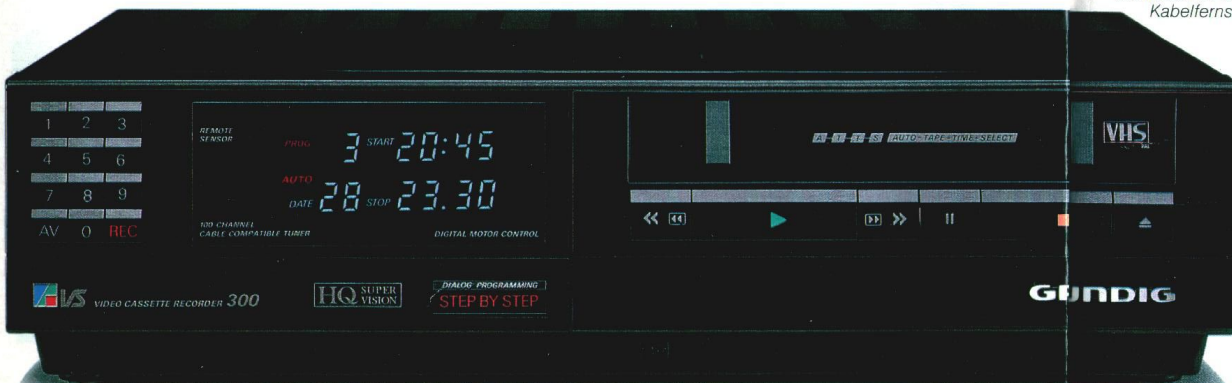 Kabelferns
1 2 3
4 5 6
7 8 9
AV 0 REC
REMOTE
SENSOR
PROG 3 START 20:45
AUTO
DATE 28 STOP 23.30
100 CHANNEL
CABLE COMPATIBLE TUNER
DIGITAL MOTOR CONTROL
A T T S AUTO-TAPE-TIME-SELECT
VHS
PAL
VS VIDEO CASSETTE RECORDER 300
HQ SUPER
VISION
DIALOG PROGRAMMING
STEP BY STEP
GRUNDIG